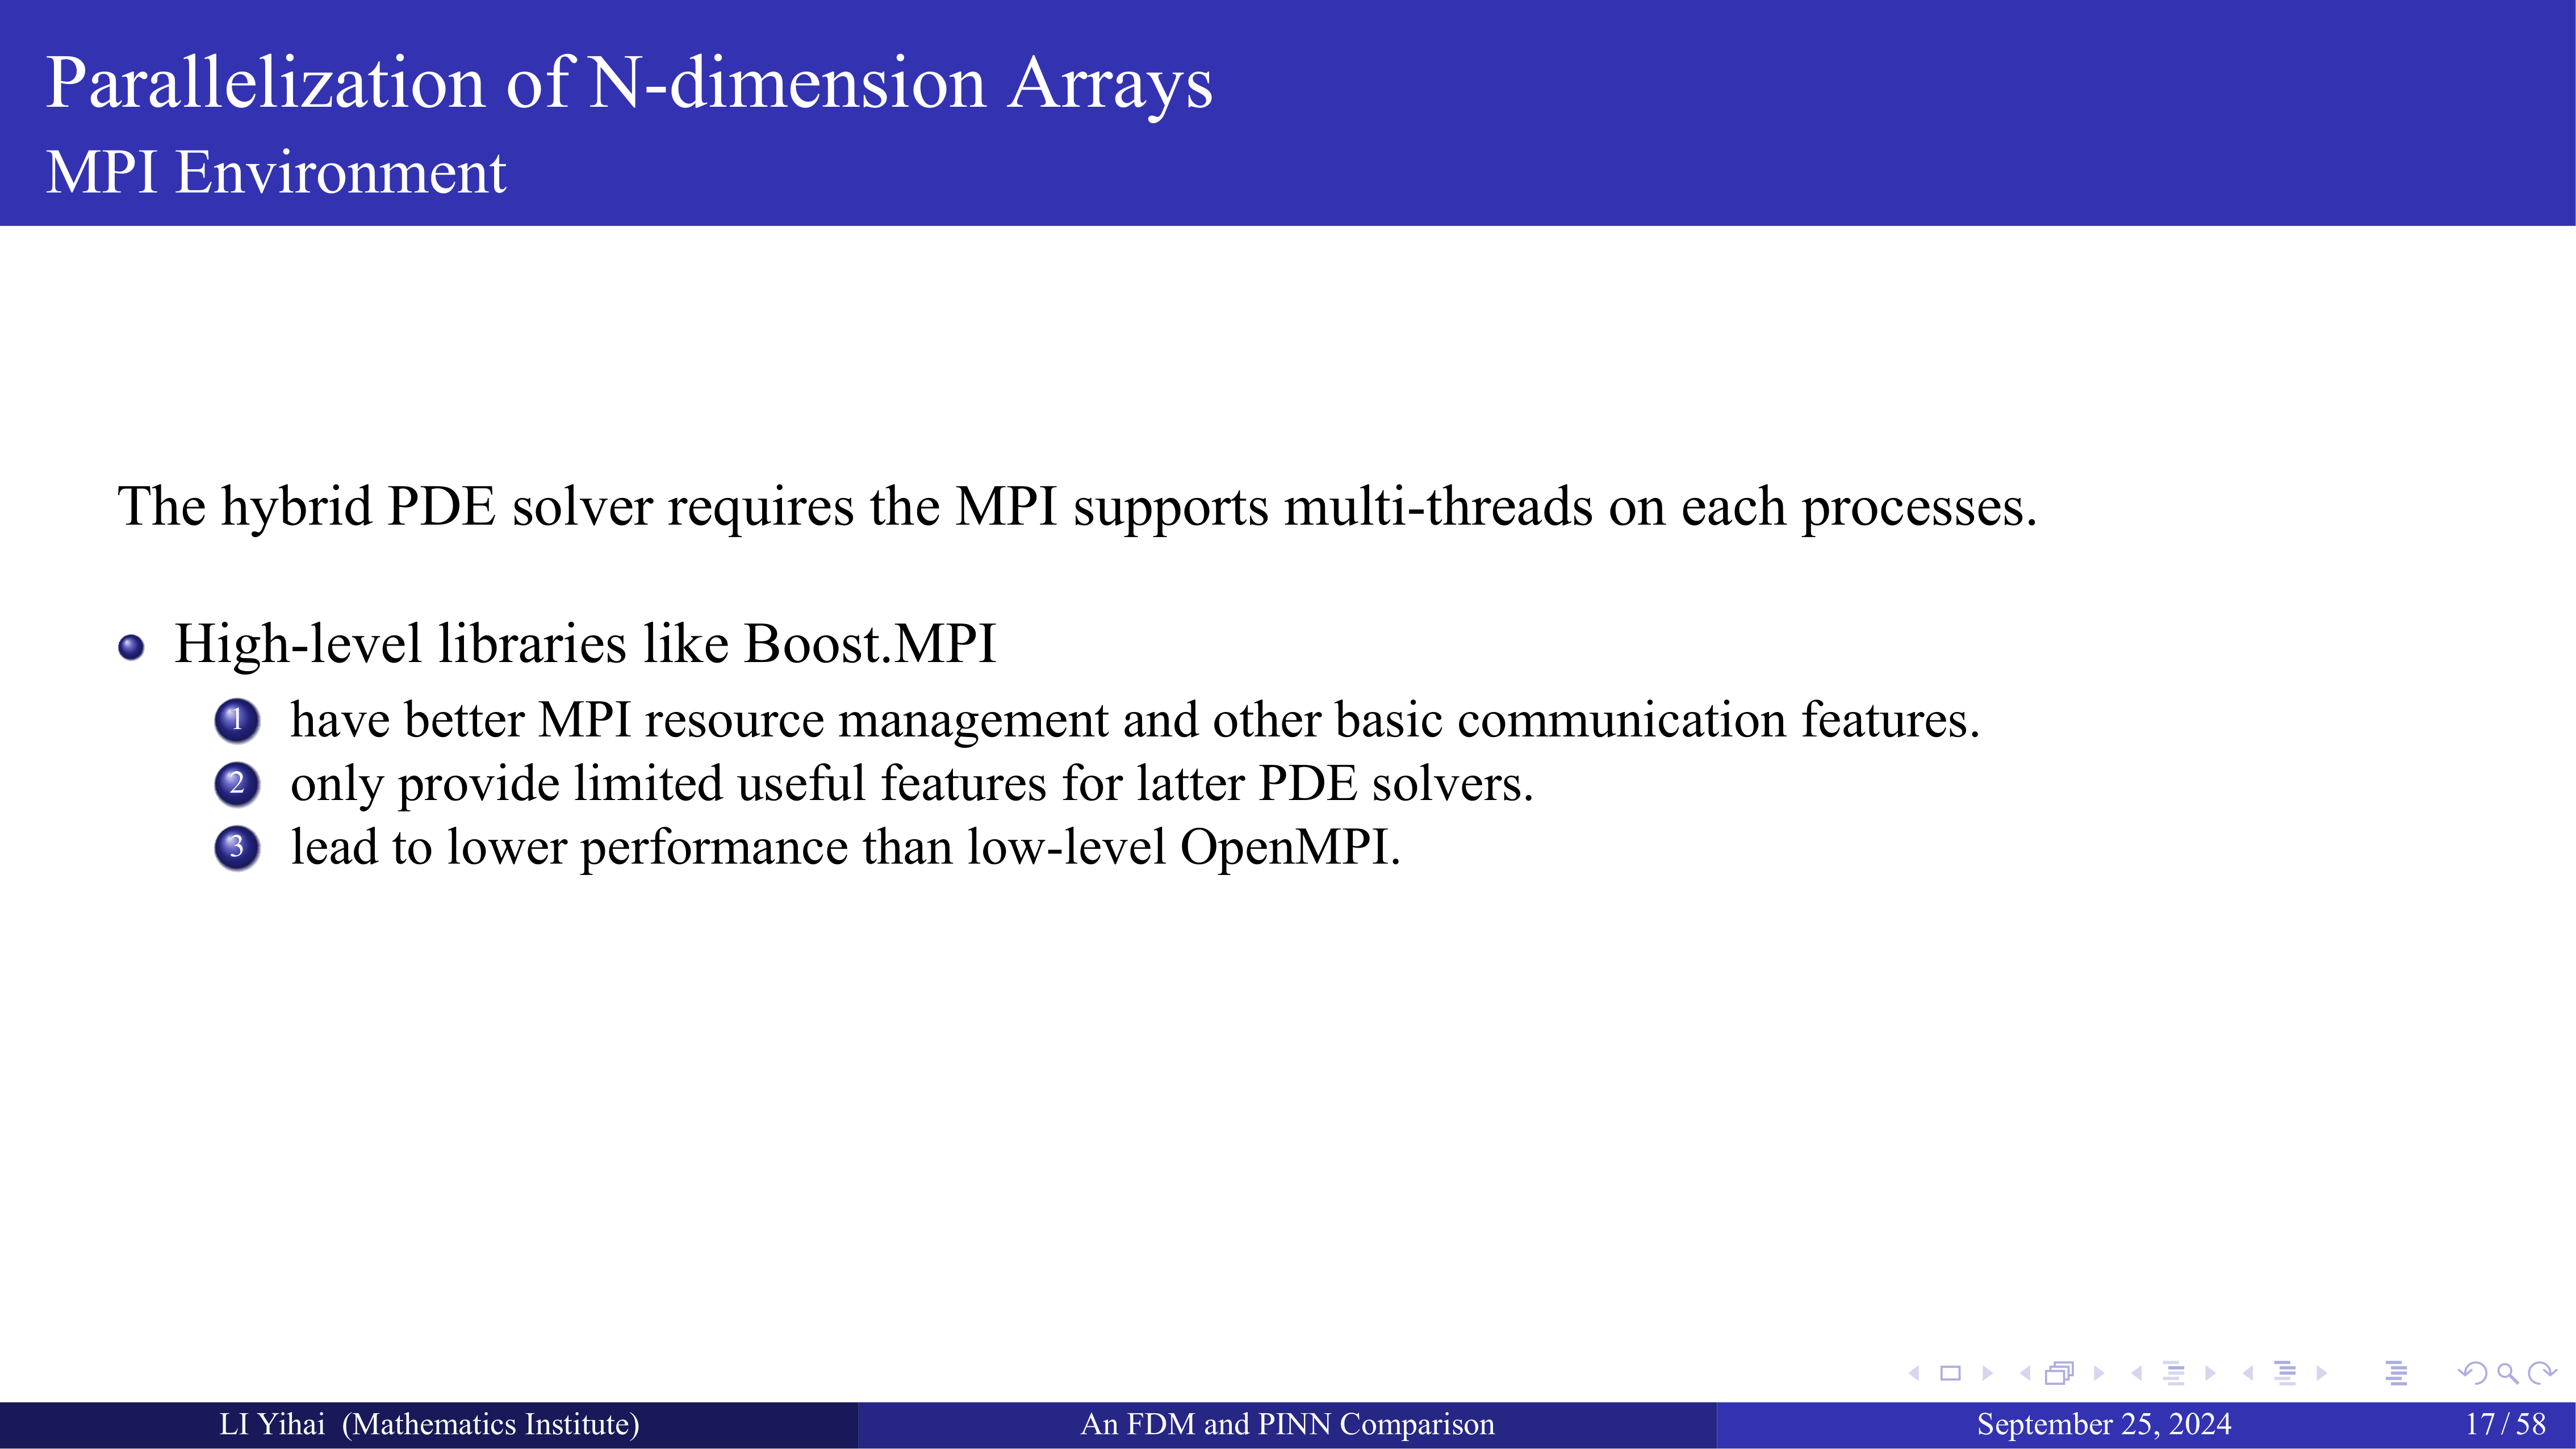 Parallelization of N-dimension Arrays
MPI Environment
The hybrid PDE solver requires the MPI supports multi-threads on each processes.
High-level libraries like Boost.MPI
1 have better MPI resource management and other basic communication features.
2 only provide limited useful features for latter PDE solvers.
3 lead to lower performance than low-level OpenMPI.
LI Yihai (Mathematics Institute)
An FDM and PINN Comparison
September 25, 2024
17 / 58